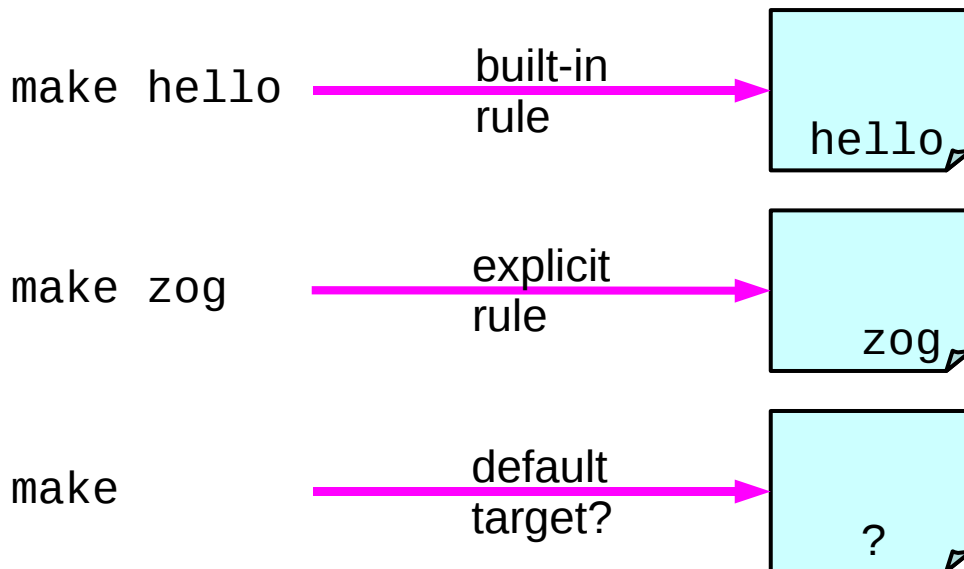 make hello
built-in
rule
hello
make zog
explicit
rule
zog
make
default
target?
?